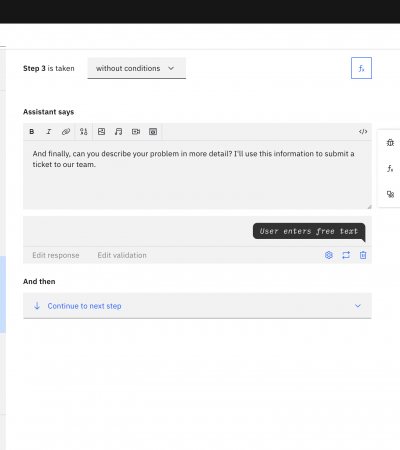 Step 3 is taken without conditions fx
Assistant says
B I </>
And finally, can you describe your problem in more detail? I'll use this information to submit a
ticket to our team.
fx
User enters free text
Edit response Edit validation
And then
Continue to next step